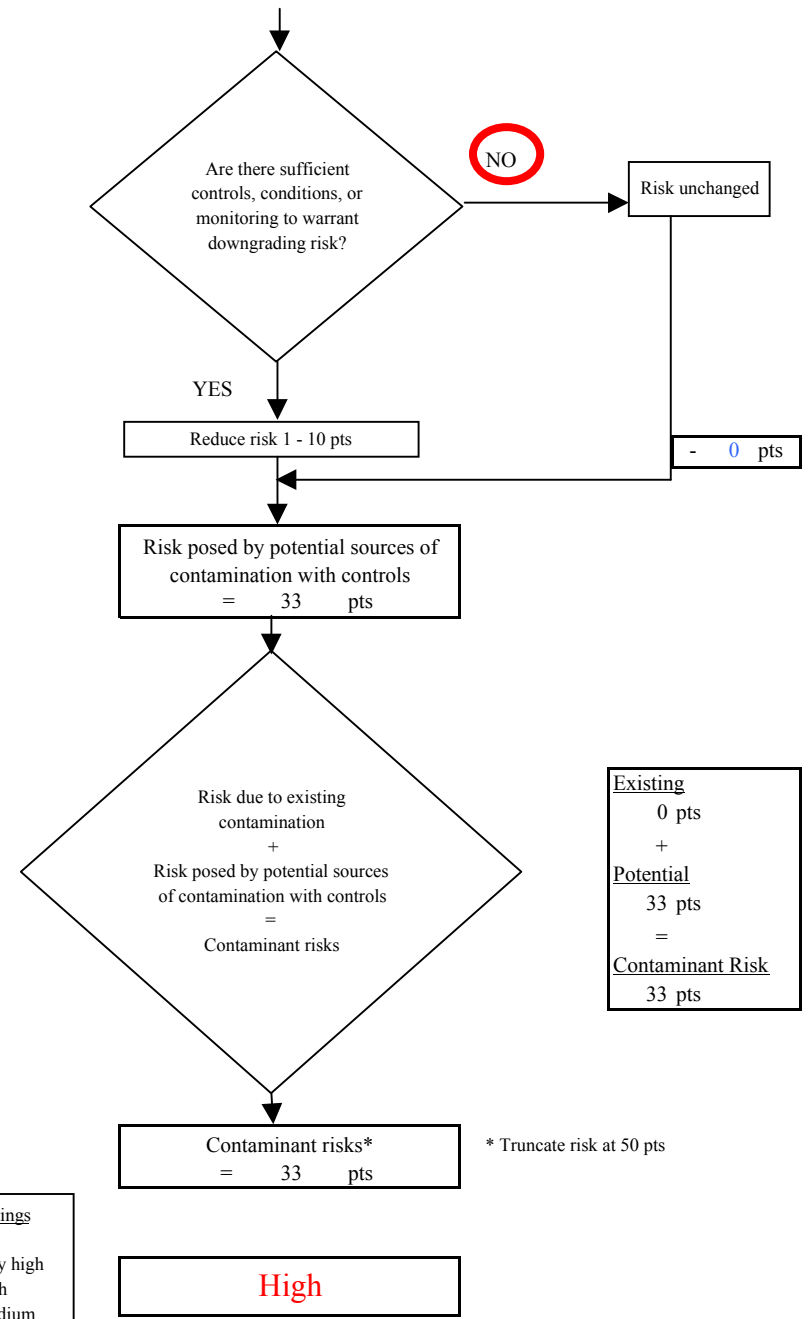 Are there sufficient
controls, conditions, or
monitoring to warrant
downgrading risk?
NO
Risk unchanged
YES
Reduce risk 1 - 10 pts
- 0 pts
Risk posed by potential sources of
contamination with controls
= 33 pts
Risk due to existing
contamination
+
Risk posed by potential sources
of contamination with controls
=
Contaminant risks
Existing
0 pts
+
Potential
33 pts
=
Contaminant Risk
33 pts
Contaminant risks*
= 33 pts
* Truncate risk at 50 pts
high
High